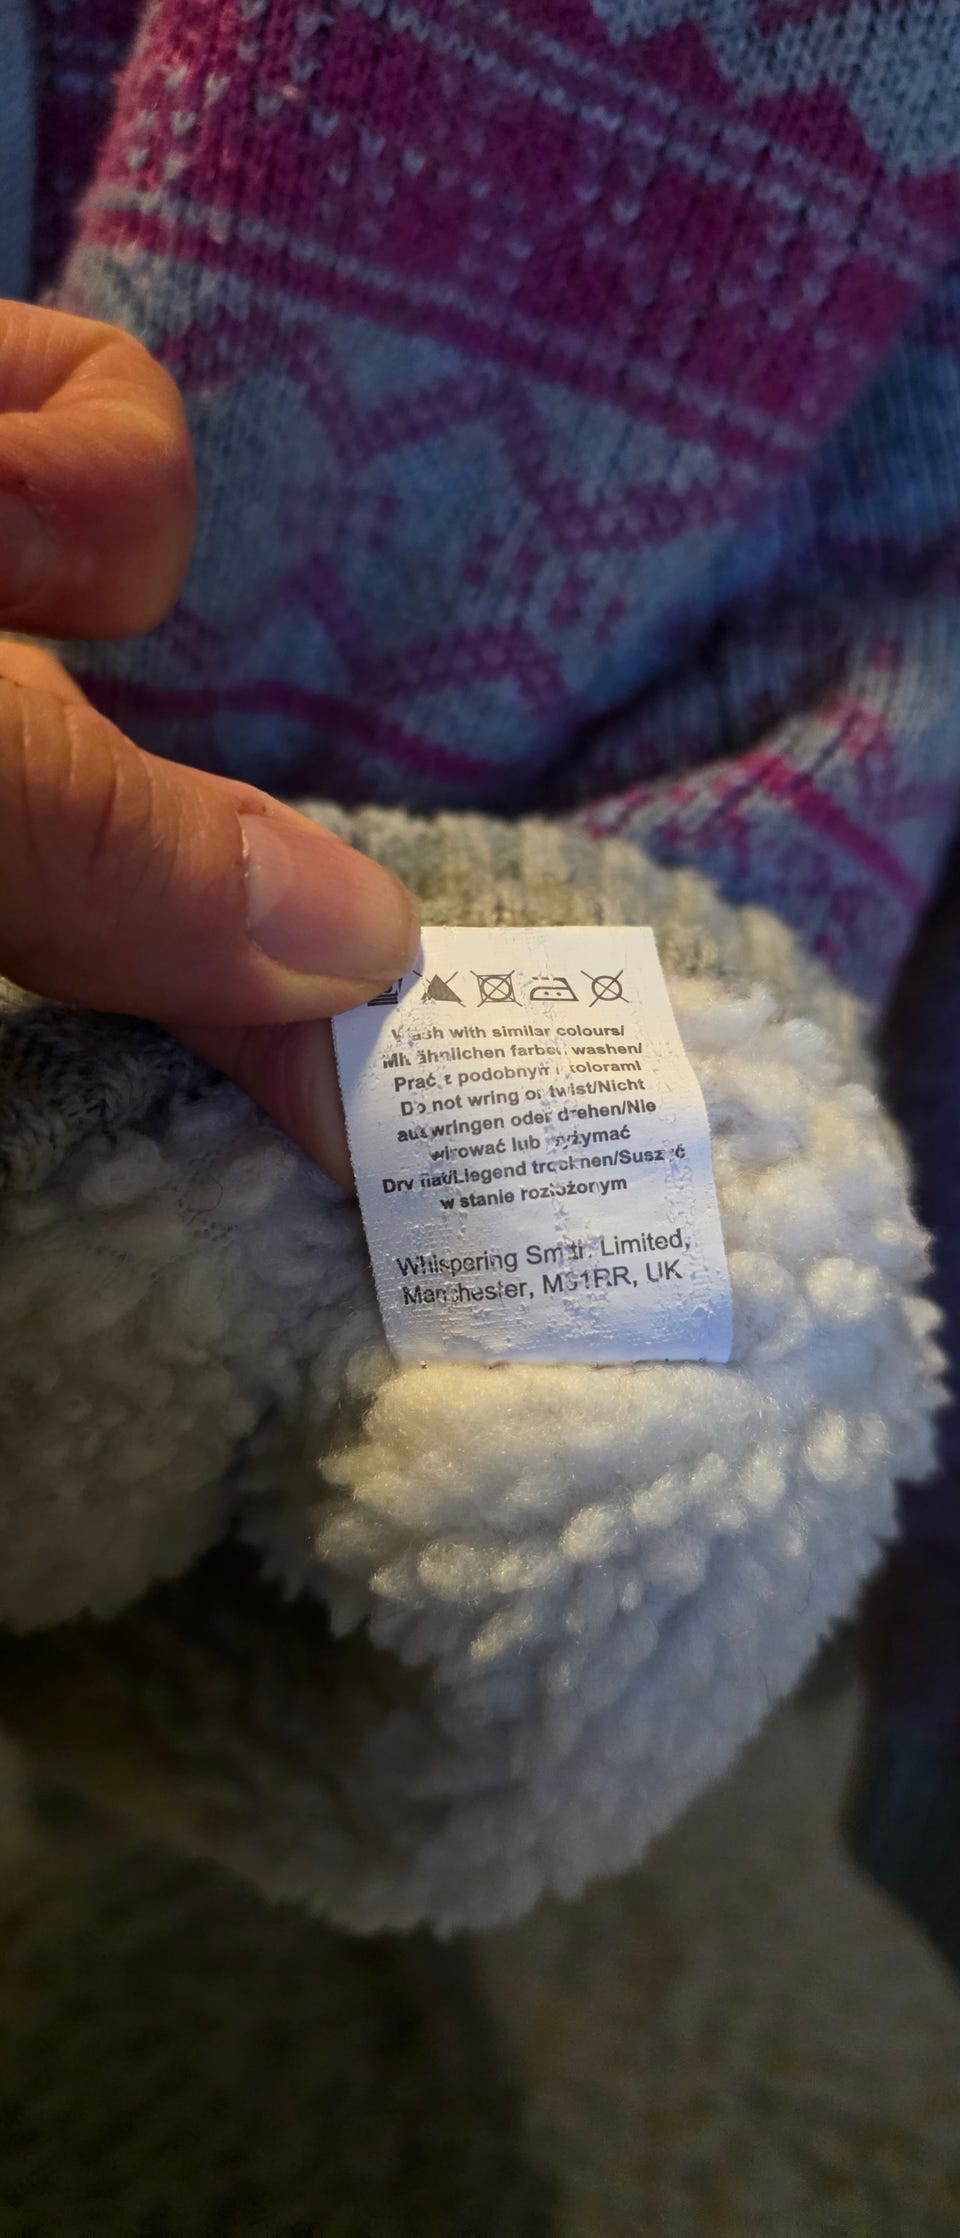 Wash with similar colours/
Mit ähnlichen farben washen/
Prać z podobnymi kolorami
Do not wring or twist/Nicht
auswringen oder drehen/Nie
wirować lub wyżymać
Dry flat/Liegend trocknen/Suszyć
w stanie rozłożonym
Whispering Smith Limited,
Manchester, UK